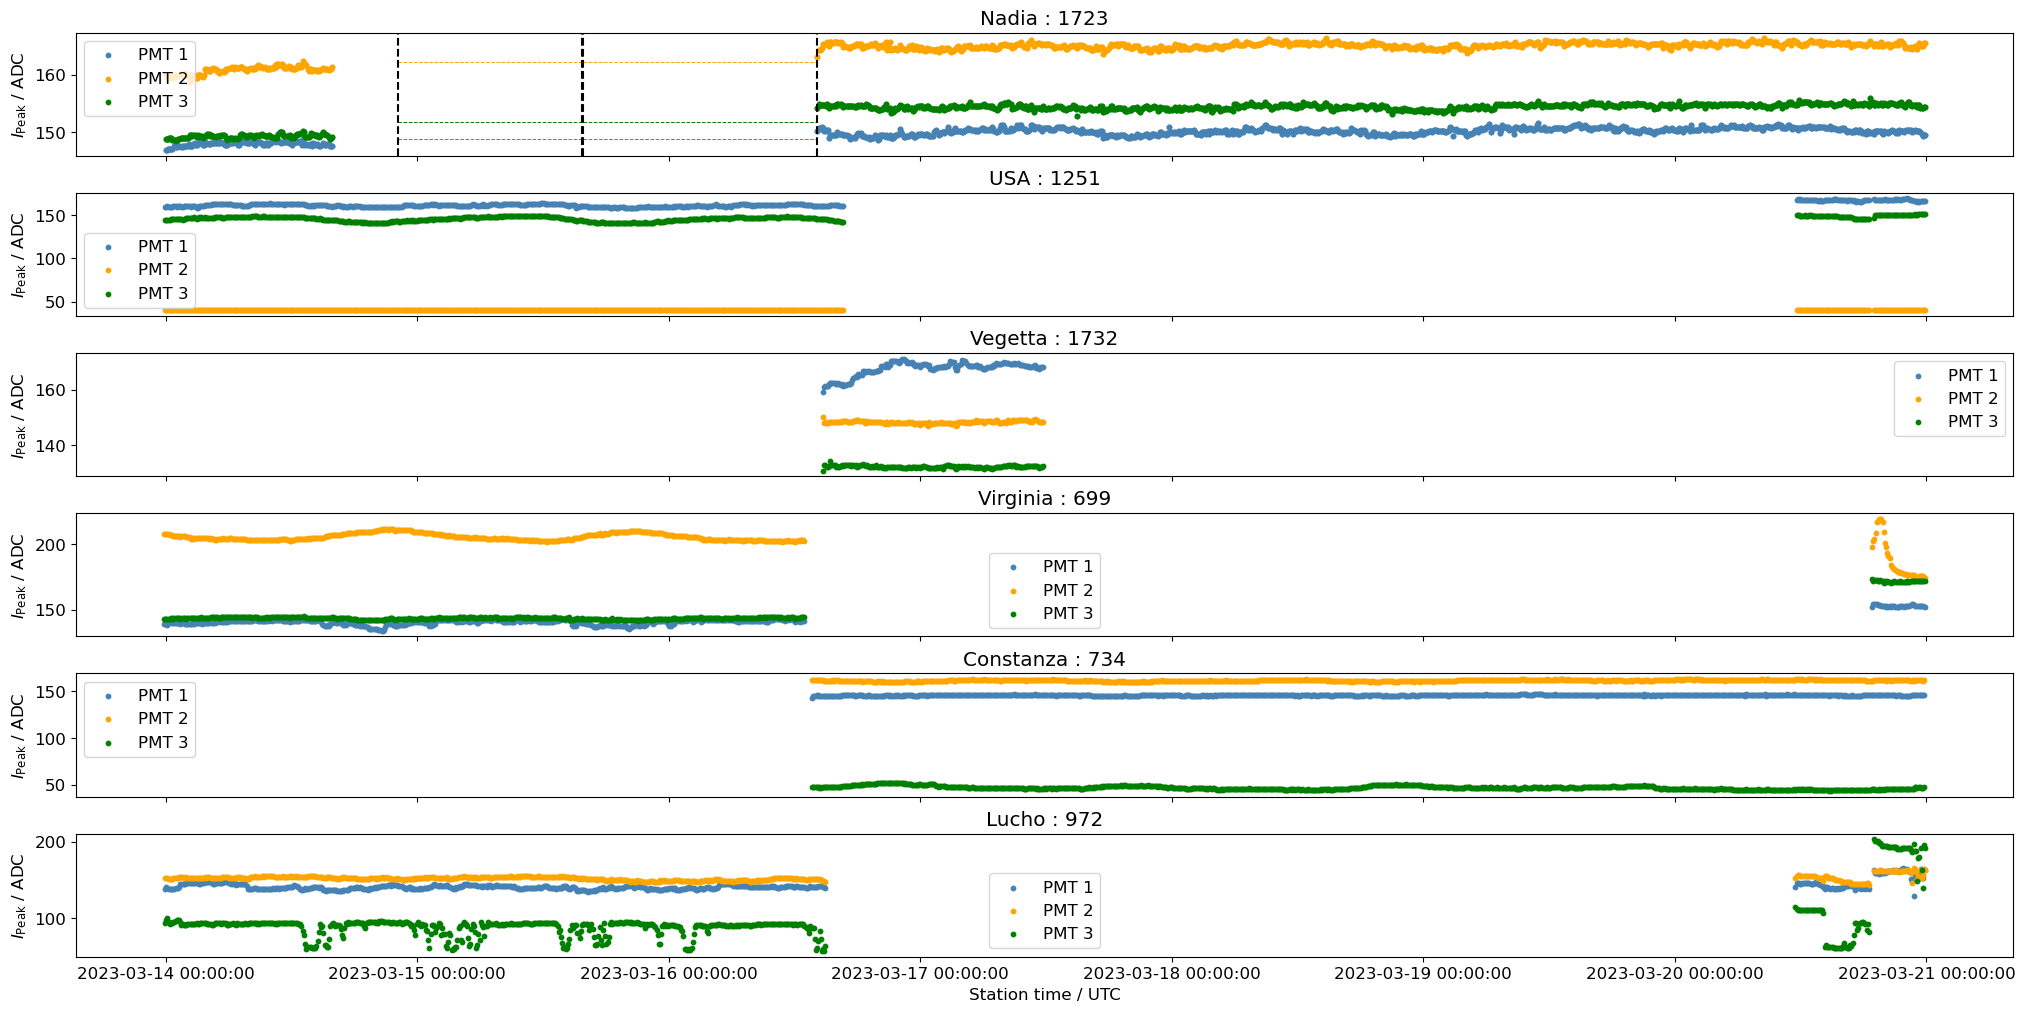 Nadia : 1723
I_Peak / ADC
160
150
PMT 1
PMT 2
PMT 3
USA : 1251
I_Peak / ADC
150
100
50
PMT 1
PMT 2
PMT 3
Vegetta : 1732
I_Peak / ADC
160
140
PMT 1
PMT 2
PMT 3
Virginia : 699
I_Peak / ADC
200
150
PMT 1
PMT 2
PMT 3
Constanza : 734
I_Peak / ADC
150
100
50
PMT 1
PMT 2
PMT 3
Lucho : 972
I_Peak / ADC
200
100
PMT 1
PMT 2
PMT 3
2023-03-14 00:00:00 2023-03-15 00:00:00 2023-03-16 00:00:00 2023-03-17 00:00:00 2023-03-18 00:00:00 2023-03-19 00:00:00 2023-03-20 00:00:00 2023-03-21 00:00:00
Station time / UTC